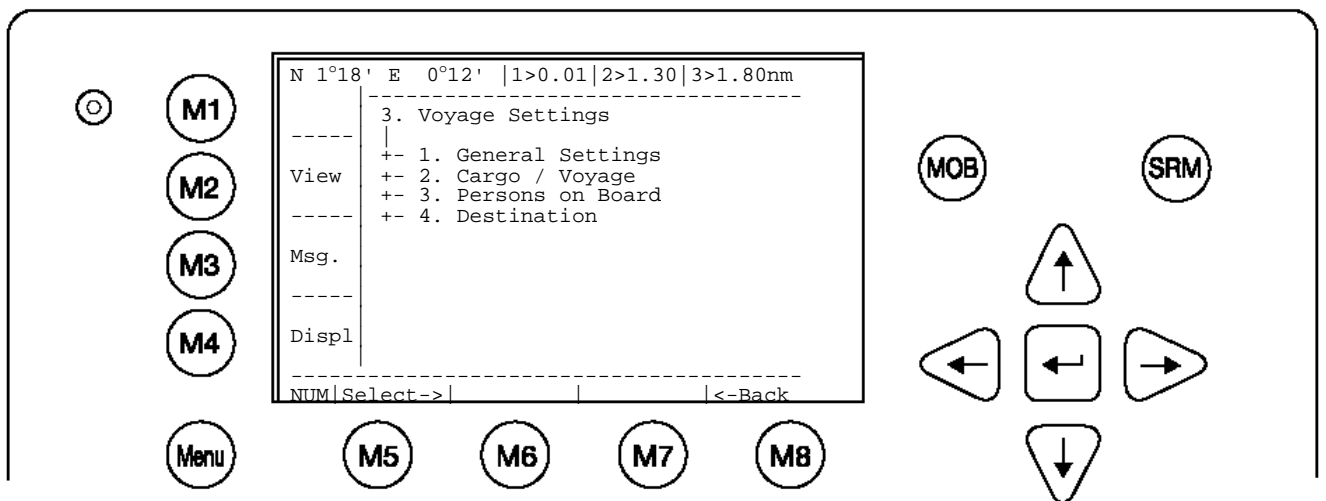 N 1°18' E 0°12' |1>0.01|2>1.30|3>1.80nm
3. Voyage Settings
+- 1. General Settings
View +- 2. Cargo / Voyage
+- 3. Persons on Board
+- 4. Destination
Msg.
Displ
NUM|Select->| | |<-Back
M1
M2
M3
M4
Menu M5 M6 M7 M8
MOB SRM